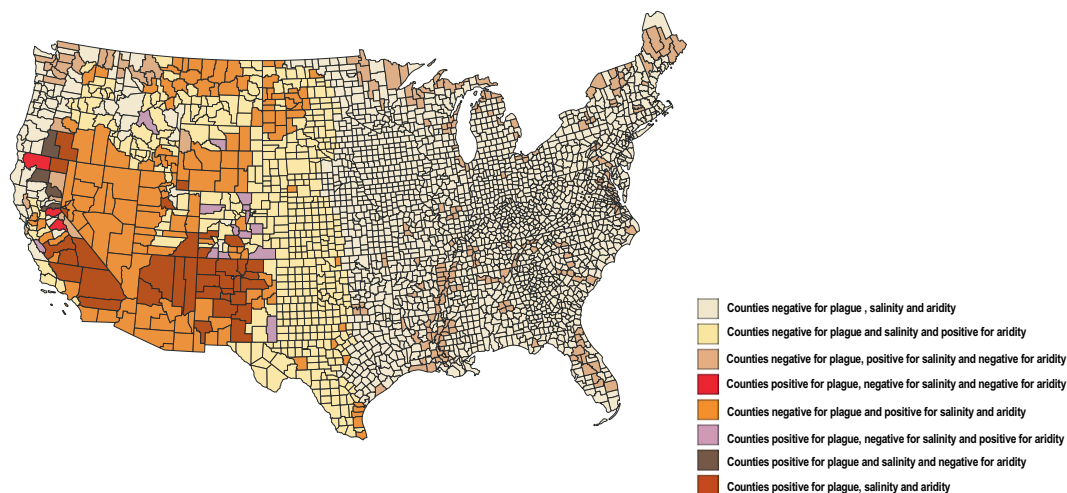 Counties negative for plague , salinity and aridity
Counties negative for plague and salinity and positive for aridity
Counties negative for plague, positive for salinity and negative for aridity
Counties positive for plague, negative for salinity and negative for aridity
Counties negative for plague and positive for salinity and aridity
Counties positive for plague, negative for salinity and positive for aridity
Counties positive for plague and salinity and negative for aridity
Counties positive for plague, salinity and aridity